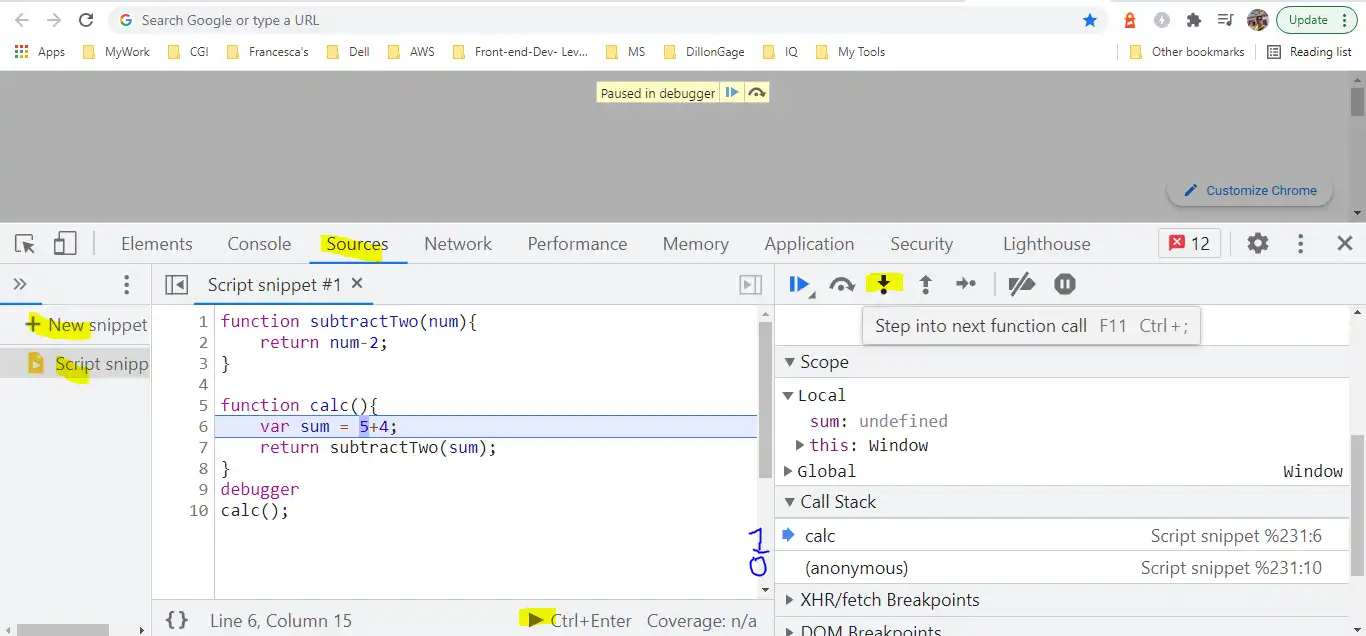 Search Google or type a URL
Update
Apps MyWork CGI Francesca's Dell AWS Front-end-Dev- Lev... MS DillonGage IQ My Tools Other bookmarks Reading list
Paused in debugger
Customize Chrome
Elements Console Sources Network Performance Memory Application Security Lighthouse 12
Script snippet #1
+ New snippet
Script snipp
1 function subtractTwo(num){
2 return num-2;
3 }
4
5 function calc(){
6 var sum = 5+4;
7 return subtractTwo(sum);
8 }
9 debugger
10 calc();
{} Line 6, Column 15 Ctrl+Enter Coverage: n/a
Step into next function call F11 Ctrl + ;
Scope
Local
sum: undefined
this: Window
Global Window
Call Stack
calc Script snippet %231:6
(anonymous) Script snippet %231:10
XHR/fetch Breakpoints
DOM Breakpoints